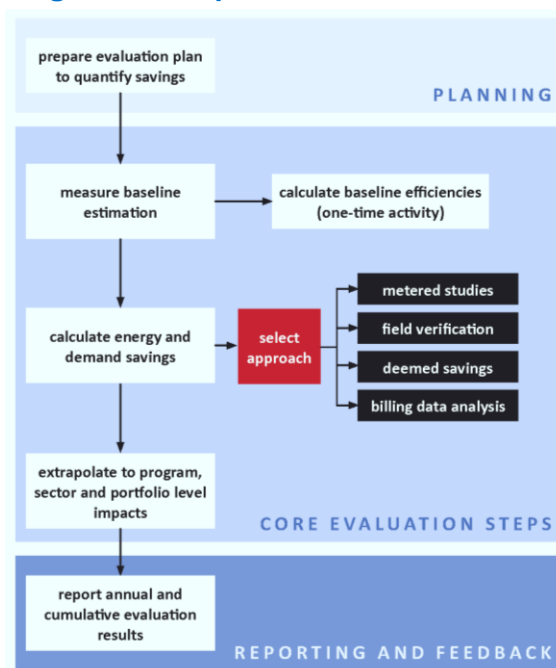 prepare evaluation plan
to quantify savings
PLANNING
measure baseline
estimation
calculate baseline efficiencies
(one-time activity)
calculate energy and
demand savings
select
approach
metered studies
field verification
deemed savings
billing data analysis
extrapolate to program,
sector and portfolio level
impacts
CORE EVALUATION STEPS
report annual and
cumulative evaluation
results
REPORTING AND FEEDBACK